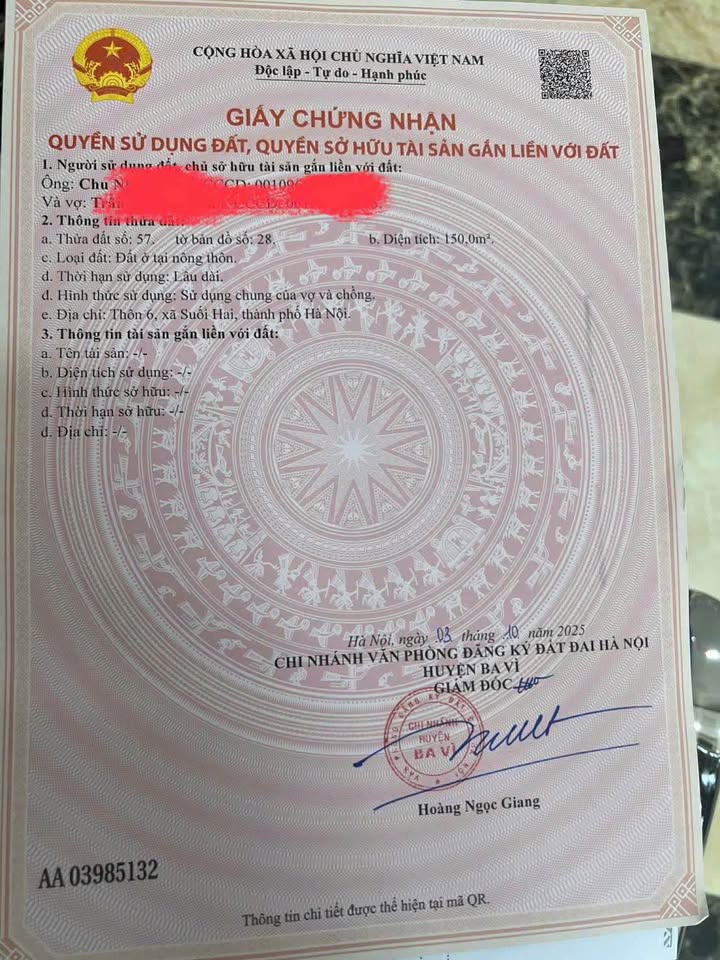 CỘNG HÒA XÃ HỘI CHỦ NGHĨA VIỆT NAM
Độc lập - Tự do - Hạnh phúc
GIẤY CHỨNG NHẬN
QUYỀN SỬ DỤNG ĐẤT, QUYỀN SỞ HỮU TÀI SẢN GẮN LIỀN VỚI ĐẤT
1. Người sử dụng đất, chủ sở hữu tài sản gắn liền với đất:
Ông: Chu
Và vợ: Trần
2. Thông tin thửa đất:
a. Thửa đất số: 57. tờ bản đồ số: 28. b. Diện tích: 150,0m².
c. Loại đất: Đất ở tại nông thôn.
d. Thời hạn sử dụng: Lâu dài.
đ. Hình thức sử dụng: Sử dụng chung của vợ và chồng.
e. Địa chỉ: Thôn 6, xã Suối Hai, thành phố Hà Nội.
3. Thông tin tài sản gắn liền với đất:
a. Tên tài sản: -/-
b. Diện tích sử dụng: -/-
c. Hình thức sở hữu: -/-
d. Thời hạn sở hữu: -/-
đ. Địa chỉ: -/-
Hà Nội, ngày 03 tháng 10 năm 2025
CHI NHÁNH VĂN PHÒNG ĐĂNG KÝ ĐẤT ĐAI HÀ NỘI
HUYỆN BA VÌ
GIÁM ĐỐC
CHI NHÁNH
HUYỆN
BA VÌ
Hoàng Ngọc Giang
AA 03985132
Thông tin chi tiết được thể hiện tại mã QR.